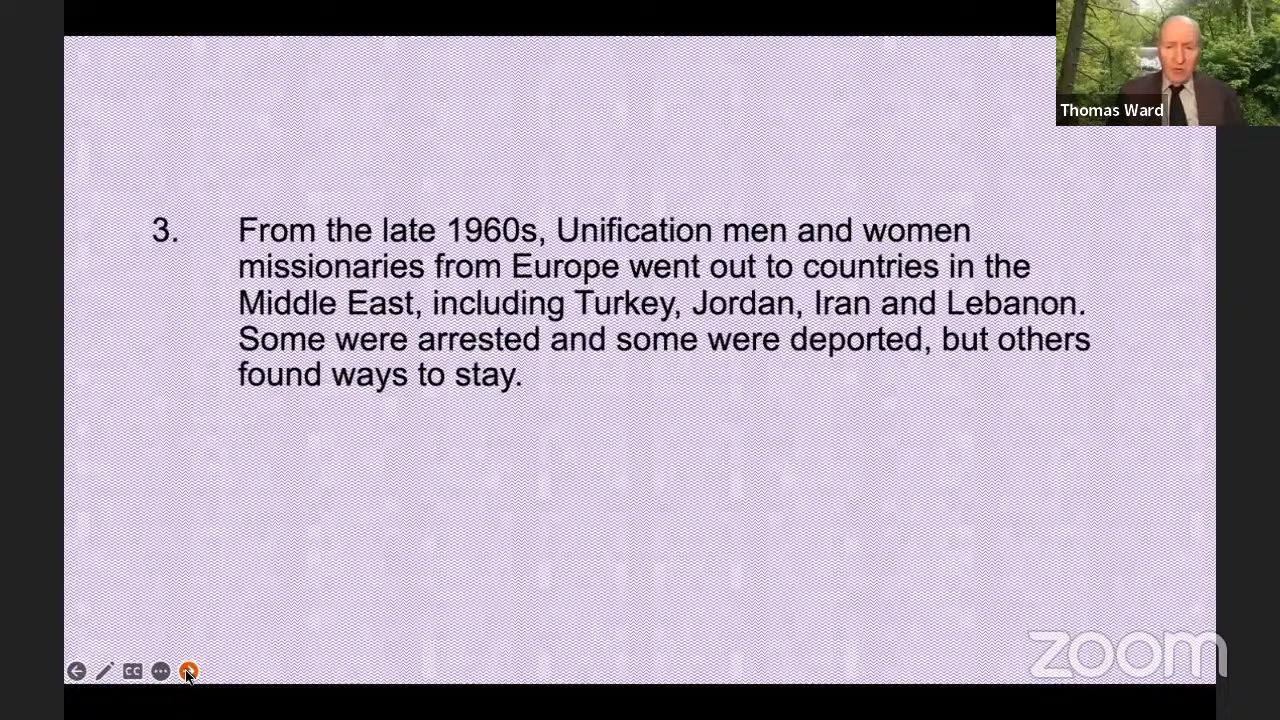 Thomas Ward
3. From the late 1960s, Unification men and women
missionaries from Europe went out to countries in the
Middle East, including Turkey, Jordan, Iran and Lebanon.
Some were arrested and some were deported, but others
found ways to stay.
CC
zoom